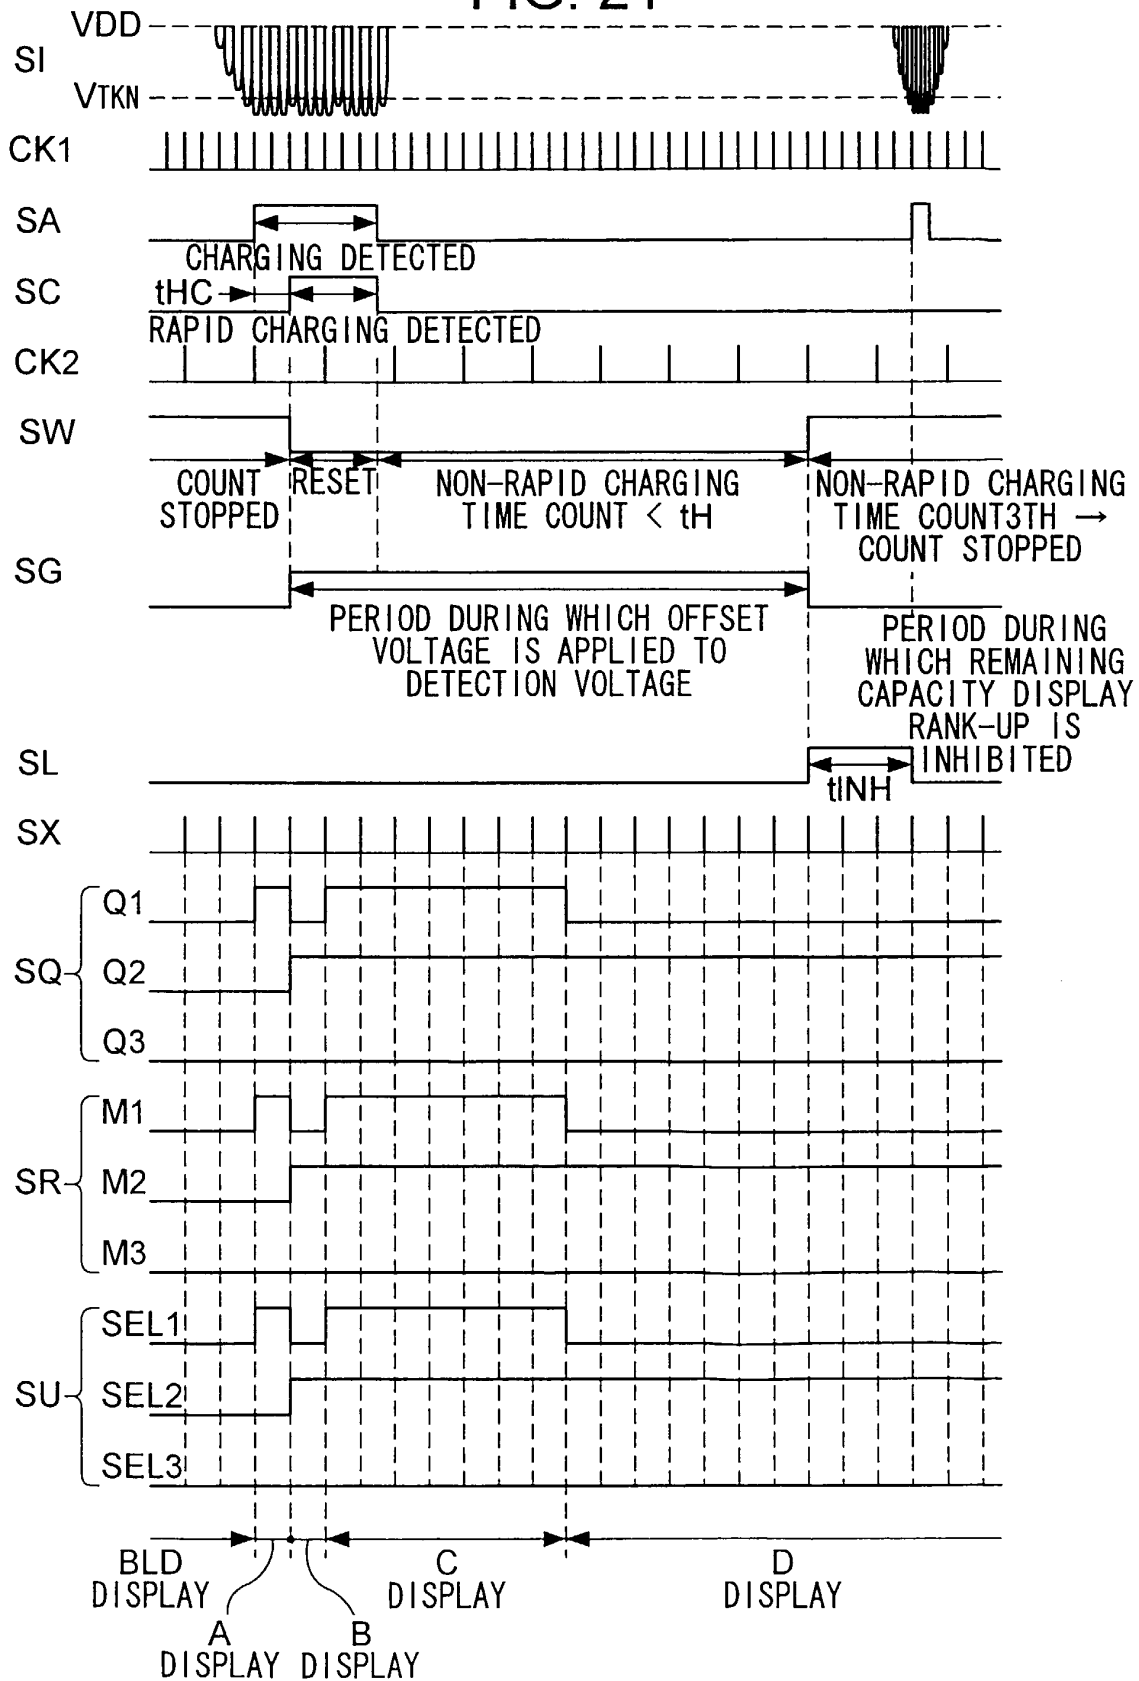 VDD
SI
VTKN
CK1
SA
CHARGING DETECTED
SC
tHC
RAPID CHARGING DETECTED
CK2
SW
COUNT STOPPED
RESET
NON-RAPID CHARGING TIME COUNT < tH
NON-RAPID CHARGING TIME COUNT3TH → COUNT STOPPED
SG
PERIOD DURING WHICH OFFSET VOLTAGE IS APPLIED TO DETECTION VOLTAGE
PERIOD DURING WHICH REMAINING CAPACITY DISPLAY RANK-UP IS INHIBITED
SL
tINH
SX
SQ
Q1
Q2
Q3
SR
M1
M2
M3
SU
SEL1
SEL2
SEL3
BLD DISPLAY
A DISPLAY
B DISPLAY
C DISPLAY
D DISPLAY